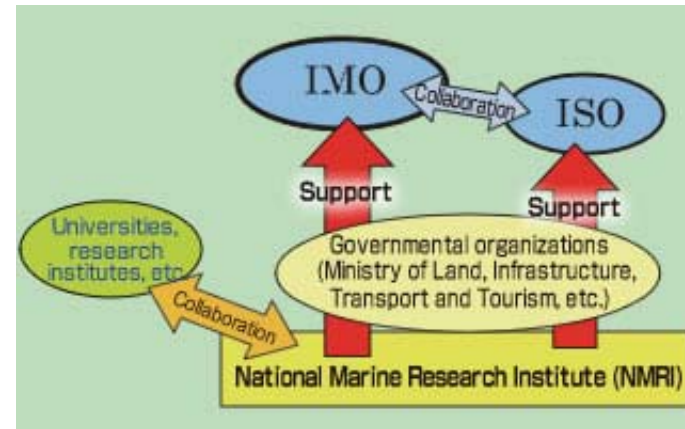 IMO
Collaboration
ISO
Support
Support
Universities,
research
institutes, etc.
Governmental organizations
(Ministry of Land, Infrastructure,
Transport and Tourism, etc.)
Collaboration
National Marine Research Institute (NMRI)